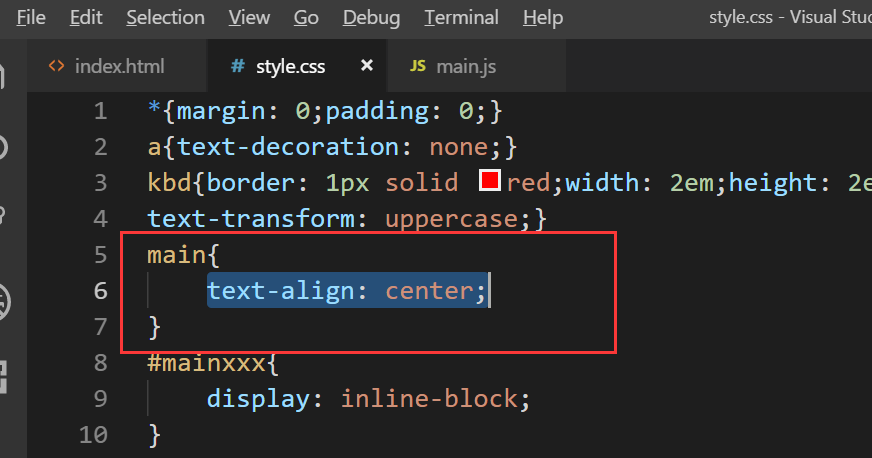 File Edit Selection View Go Debug Terminal Help style.css - Visual Stu
<> index.html # style.css × JS main.js
1 *{margin: 0;padding: 0;}
2 a{text-decoration: none;}
3 kbd{border: 1px solid red;width: 2em;height: 2e
4 text-transform: uppercase;}
5 main{
6 text-align: center;
7 }
8 #mainxxx{
9 display: inline-block;
10 }